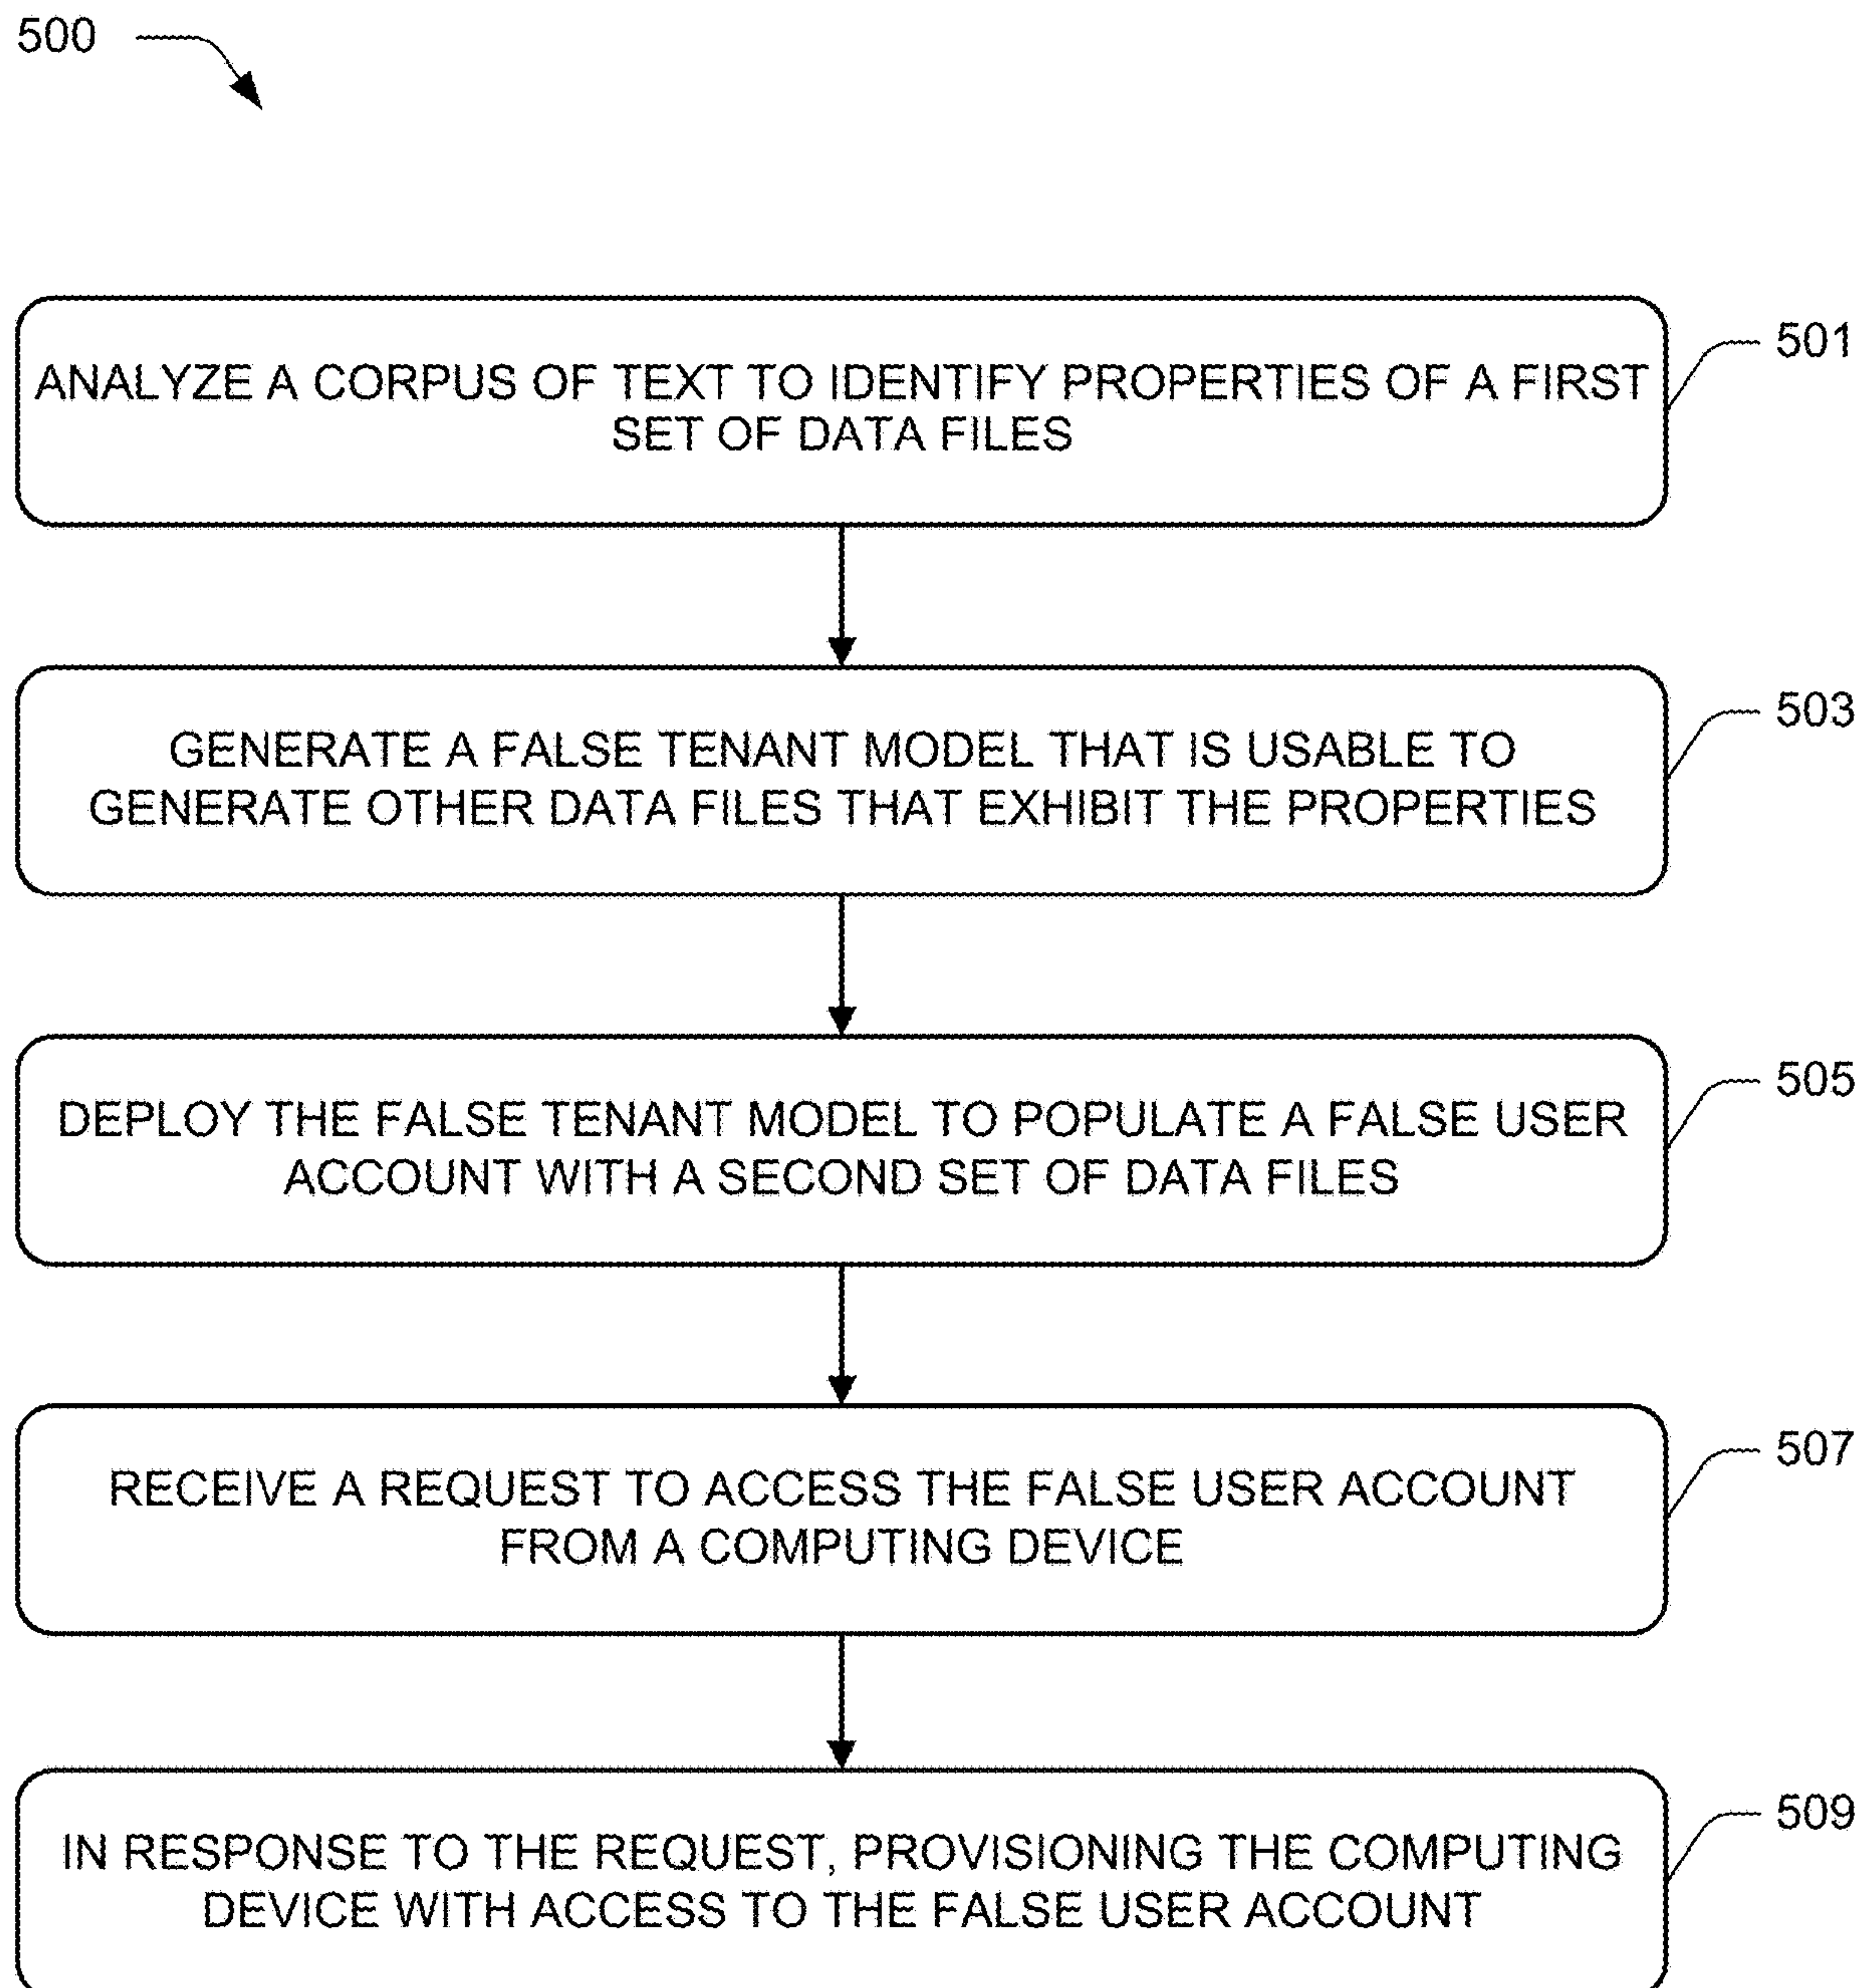 500
ANALYZE A CORPUS OF TEXT TO IDENTIFY PROPERTIES OF A FIRST
SET OF DATA FILES
501
GENERATE A FALSE TENANT MODEL THAT IS USABLE TO
GENERATE OTHER DATA FILES THAT EXHIBIT THE PROPERTIES
503
DEPLOY THE FALSE TENANT MODEL TO POPULATE A FALSE USER
ACCOUNT WITH A SECOND SET OF DATA FILES
505
RECEIVE A REQUEST TO ACCESS THE FALSE USER ACCOUNT
FROM A COMPUTING DEVICE
507
IN RESPONSE TO THE REQUEST, PROVISIONING THE COMPUTING
DEVICE WITH ACCESS TO THE FALSE USER ACCOUNT
509